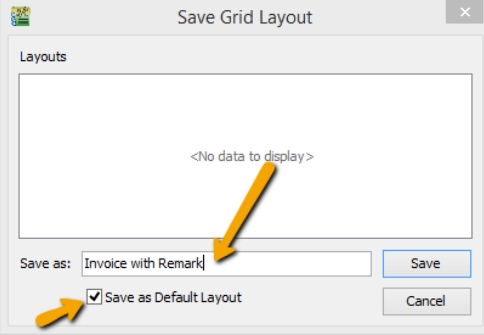 Save Grid Layout
Layouts
<No data to display>
Save as: Invoice with Remark Save
Save as Default Layout Cancel